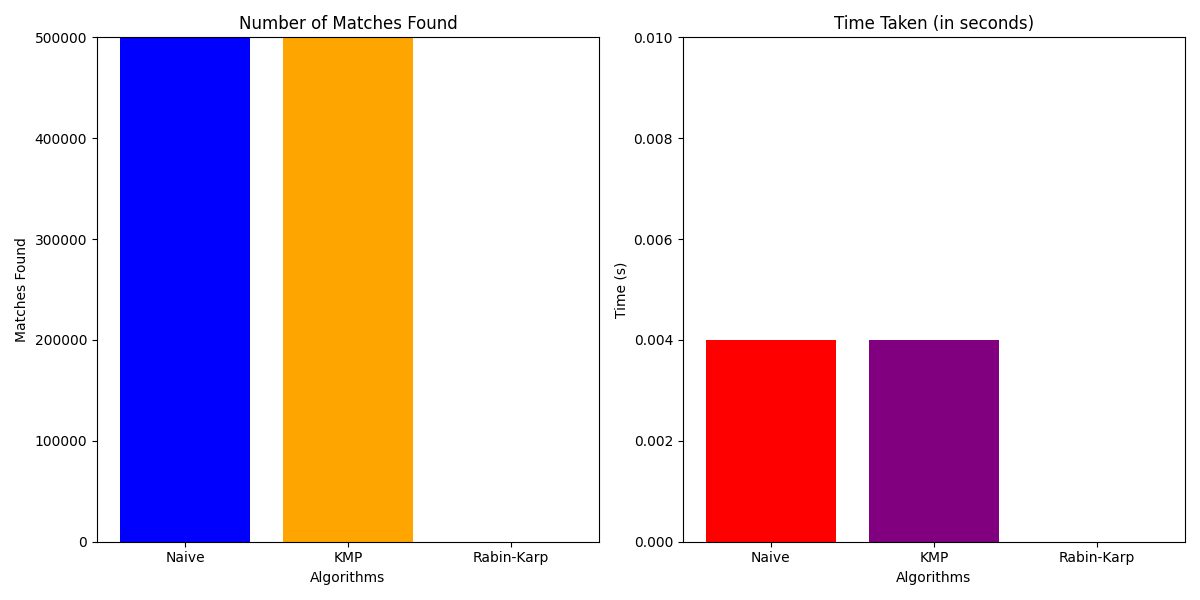 Number of Matches Found
500000
400000
300000
200000
100000
0
Matches Found
Naive
KMP
Rabin-Karp
Algorithms
Time Taken (in seconds)
0.010
0.008
0.006
0.004
0.002
0.000
Time (s)
Naive
KMP
Rabin-Karp
Algorithms